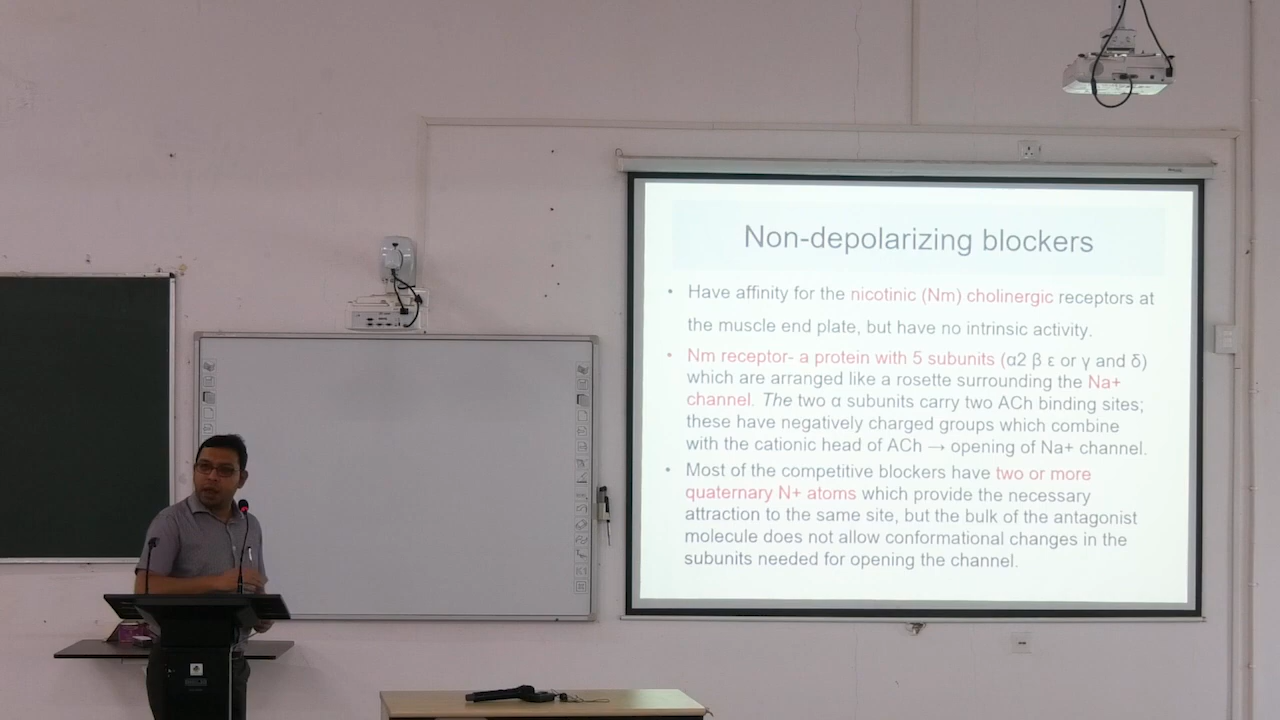 Non-depolarizing blockers
• Have affinity for the nicotinic (Nm) cholinergic receptors at
the muscle end plate, but have no intrinsic activity.
• Nm receptor- a protein with 5 subunits (α2 β ε or γ and δ)
which are arranged like a rosette surrounding the Na+
channel. The two α subunits carry two ACh binding sites;
these have negatively charged groups which combine
with the cationic head of ACh → opening of Na+ channel.
• Most of the competitive blockers have two or more
quaternary N+ atoms which provide the necessary
attraction to the same site, but the bulk of the antagonist
molecule does not allow conformational changes in the
subunits needed for opening the channel.